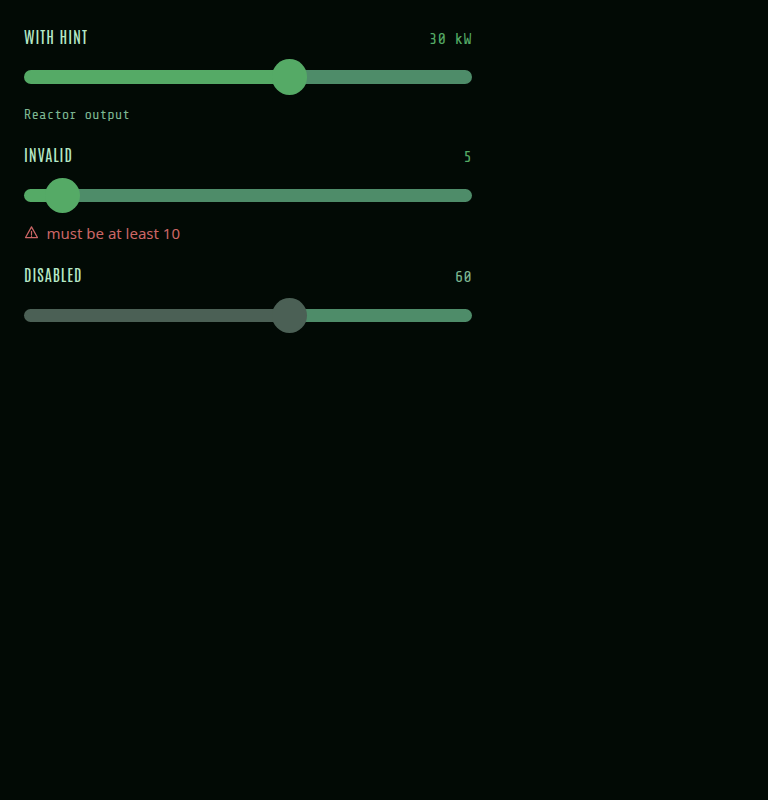 WITH HINT 30 kW
Reactor output
INVALID 5
must be at least 10
DISABLED 60